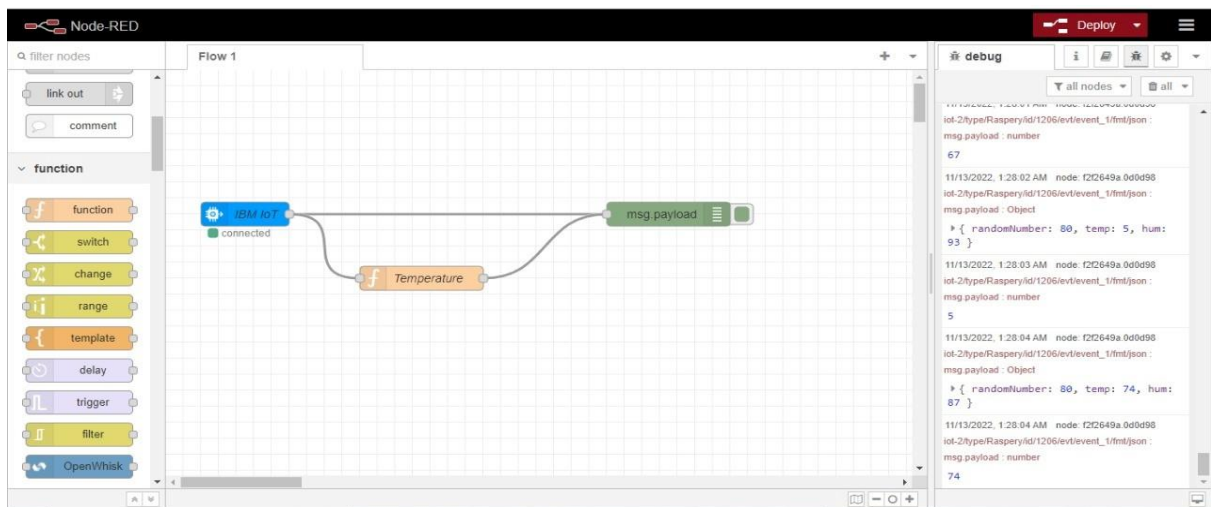 Node-RED
Deploy
filter nodes
link out
comment
function
function
switch
change
range
template
delay
trigger
filter
OpenWhisk
Flow 1
IBM IoT
connected
Temperature
msg.payload
debug
all nodes
all
iot-2/type/Raspery/id/1206/evt/event_1/fmt/json :
msg.payload : number
67
11/13/2022, 1:28:02 AM node: f2f2649a.0d0d98
iot-2/type/Raspery/id/1206/evt/event_1/fmt/json :
msg.payload : Object
{ randomNumber: 80, temp: 5, hum:
93 }
11/13/2022, 1:28:03 AM node: f2f2649a.0d0d98
iot-2/type/Raspery/id/1206/evt/event_1/fmt/json :
msg.payload : number
5
11/13/2022, 1:28:04 AM node: f2f2649a.0d0d98
iot-2/type/Raspery/id/1206/evt/event_1/fmt/json :
msg.payload : Object
{ randomNumber: 80, temp: 74, hum:
87 }
11/13/2022, 1:28:04 AM node: f2f2649a.0d0d98
iot-2/type/Raspery/id/1206/evt/event_1/fmt/json :
msg.payload : number
74